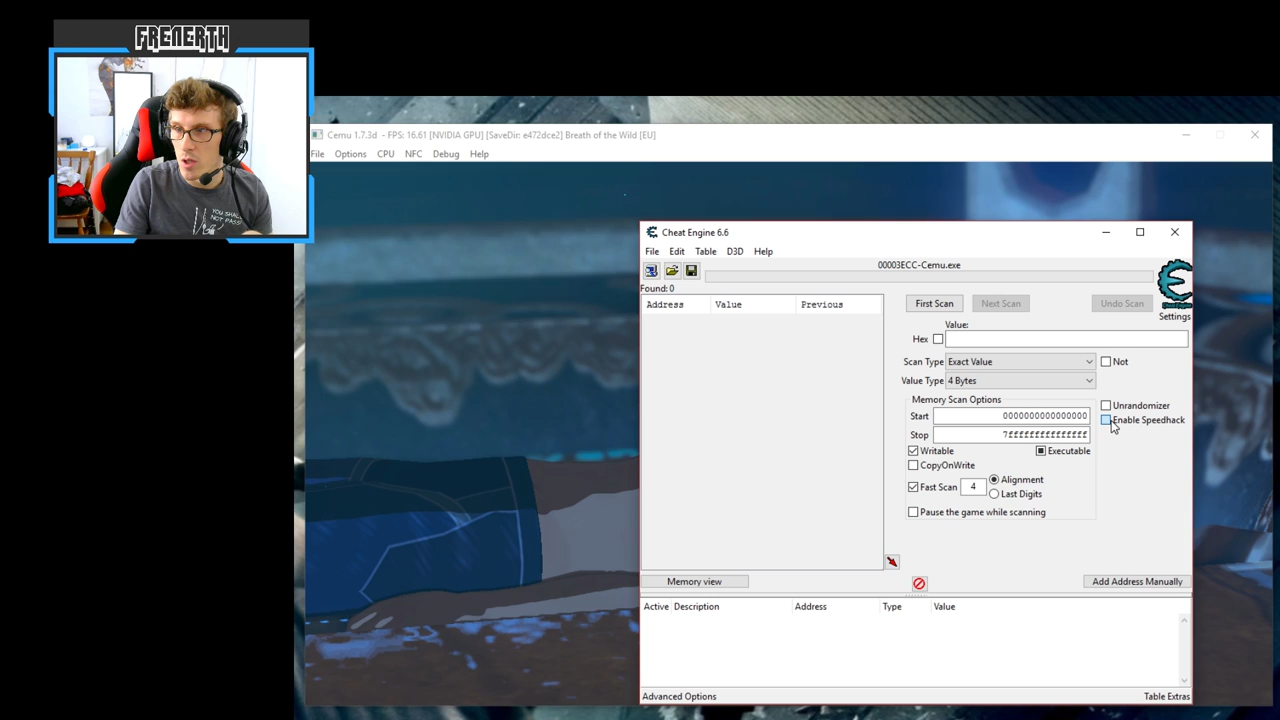 FRENERTH
YOU SHALL
NOT PASS!
Cemu 1.7.3d - FPS: 16.61 [NVIDIA GPU] [SaveDir: e472dce2] Breath of the Wild [EU]
File Options CPU NFC Debug Help
Cheat Engine 6.6
File Edit Table D3D Help
00003ECC-Cemu.exe
Found: 0
Address Value Previous
First Scan Next Scan Undo Scan
Settings
Value:
Hex
Scan Type Exact Value Not
Value Type 4 Bytes
Memory Scan Options
Unrandomizer
Start 0000000000000000
Enable Speedhack
Stop 7fffffffffffffff
Writable Executable
CopyOnWrite
Fast Scan 4 Alignment
Last Digits
Pause the game while scanning
Memory view Add Address Manually
Active Description Address Type Value
Advanced Options Table Extras